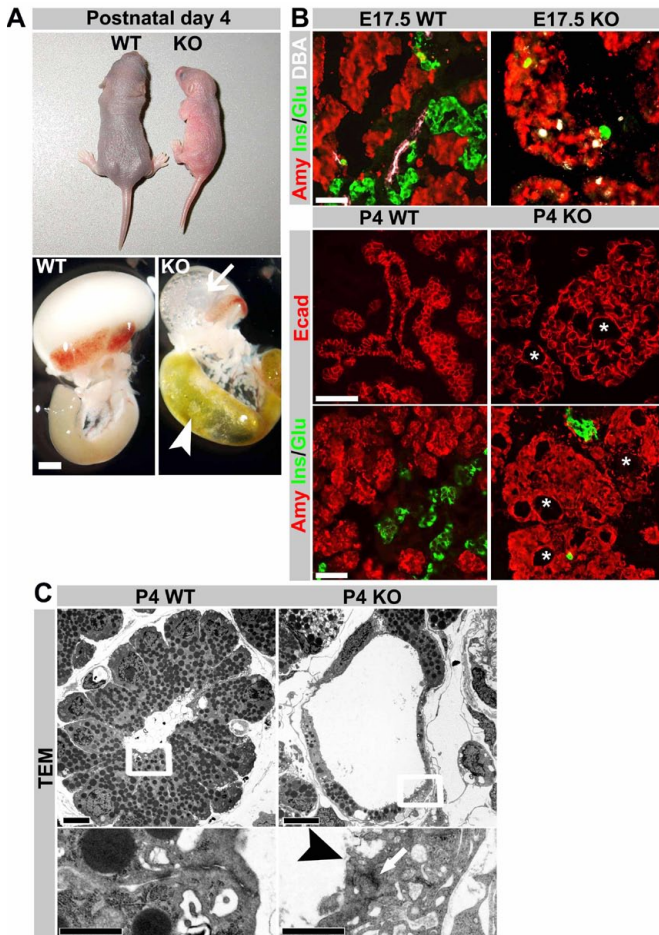 A
Postnatal day 4
WT KO
WT KO
B
E17.5 WT E17.5 KO
Amy Ins/Glu DBA
P4 WT P4 KO
Ecad
* *
Amy Ins/Glu
* * *
C
P4 WT P4 KO
TEM